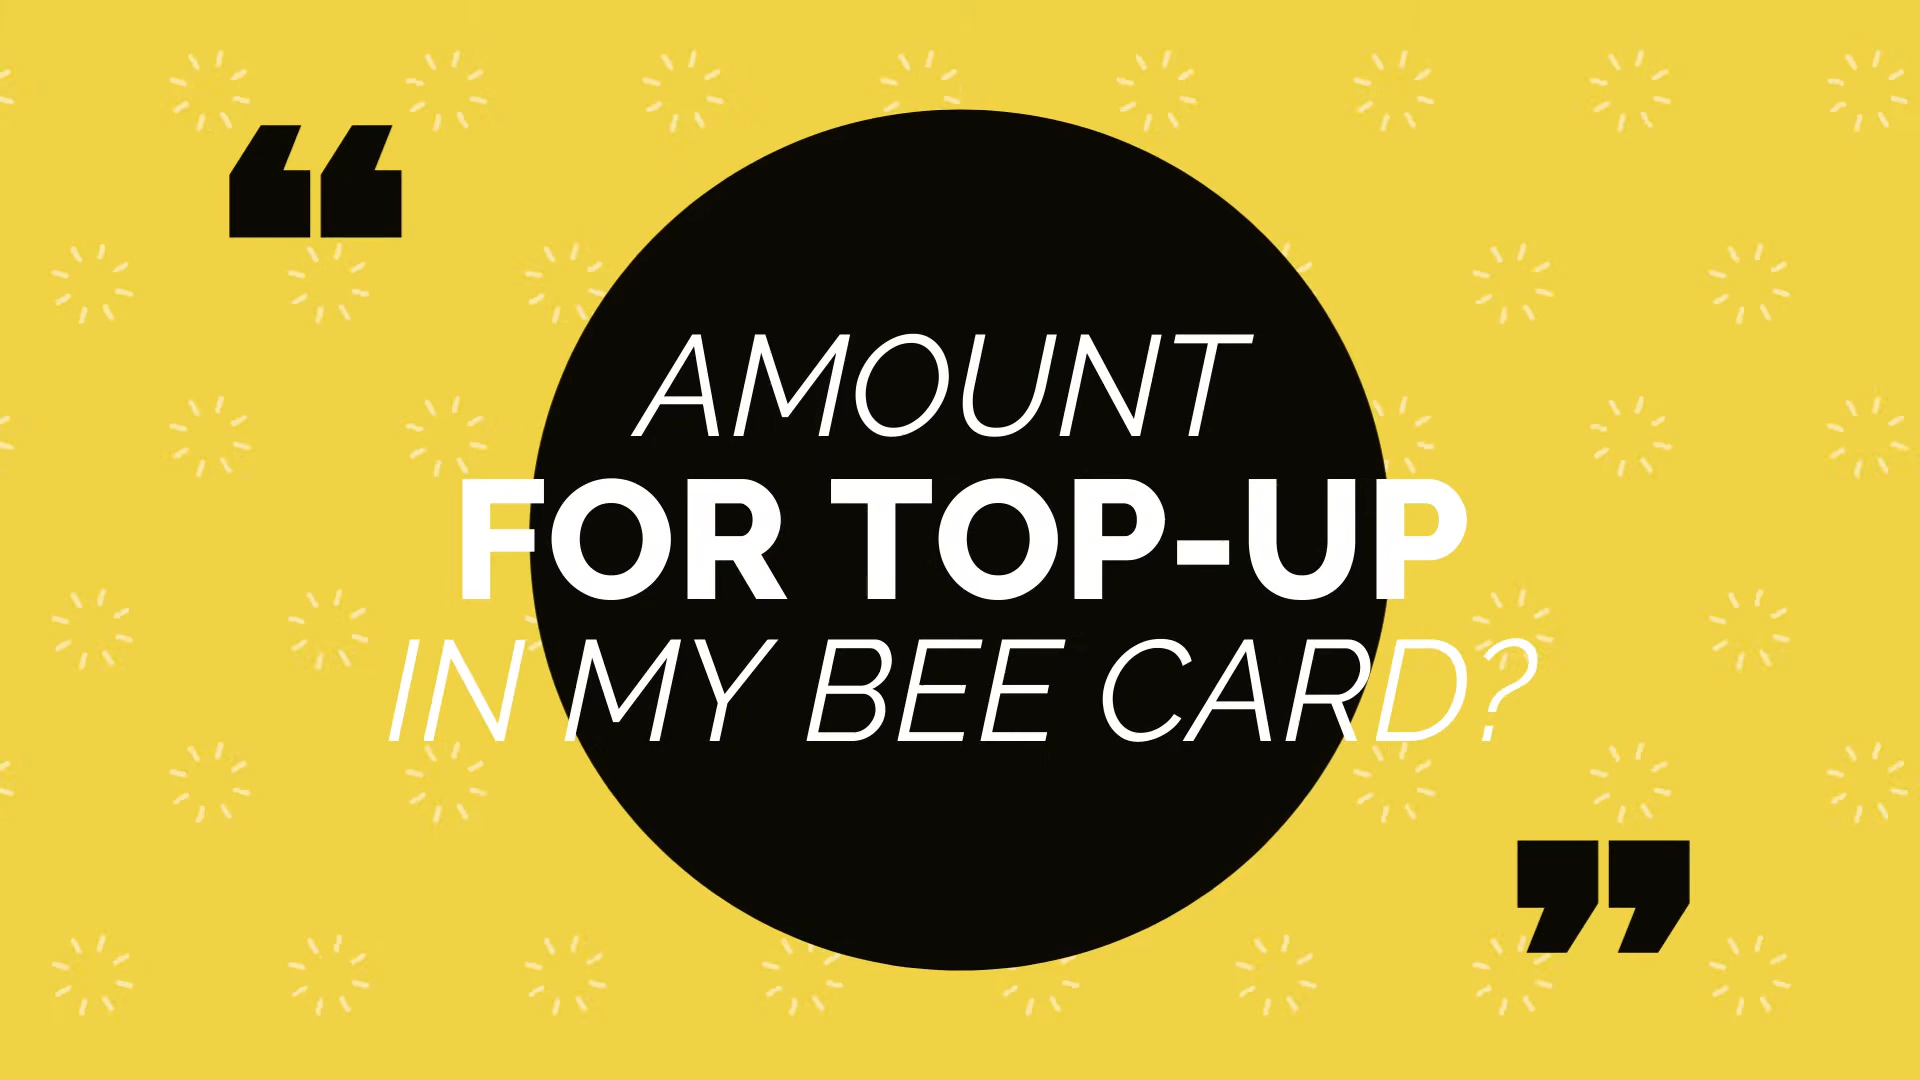 “
AMOUNT
FOR TOP-UP
IN MY BEE CARD?
”